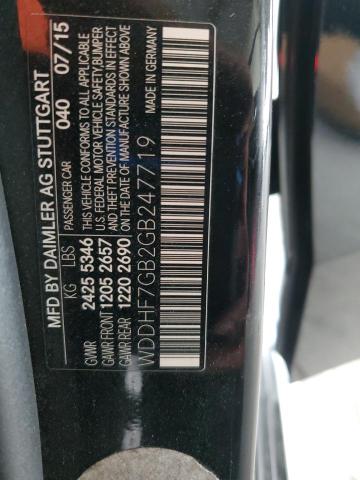 MFD BY DAIMLER AG STUTTGART
PASSENGER CAR 040 07/15
KG LBS
GVWR 2425 5346
GAWR FRONT 1205 2657
GAWR REAR 1220 2690
THIS VEHICLE CONFORMS TO ALL APPLICABLE
U.S. FEDERAL MOTOR VEHICLE SAFETY BUMPER
AND THEFT PREVENTION STANDARDS IN EFFECT
ON THE DATE OF MANUFACTURE SHOWN ABOVE.
WDDHF7GB2GB247719
MADE IN GERMANY